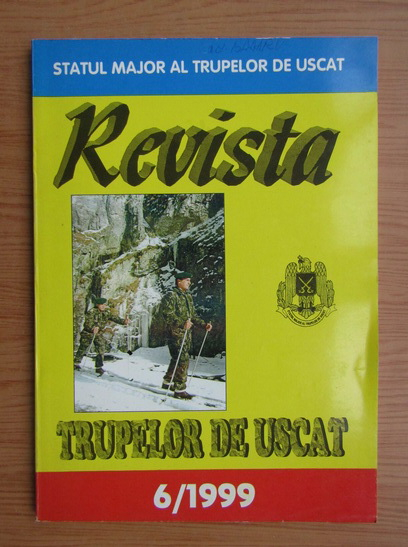 STATUL MAJOR AL TRUPELOR DE USCAT
Revista
TRUPELOR DE USCAT
6/1999